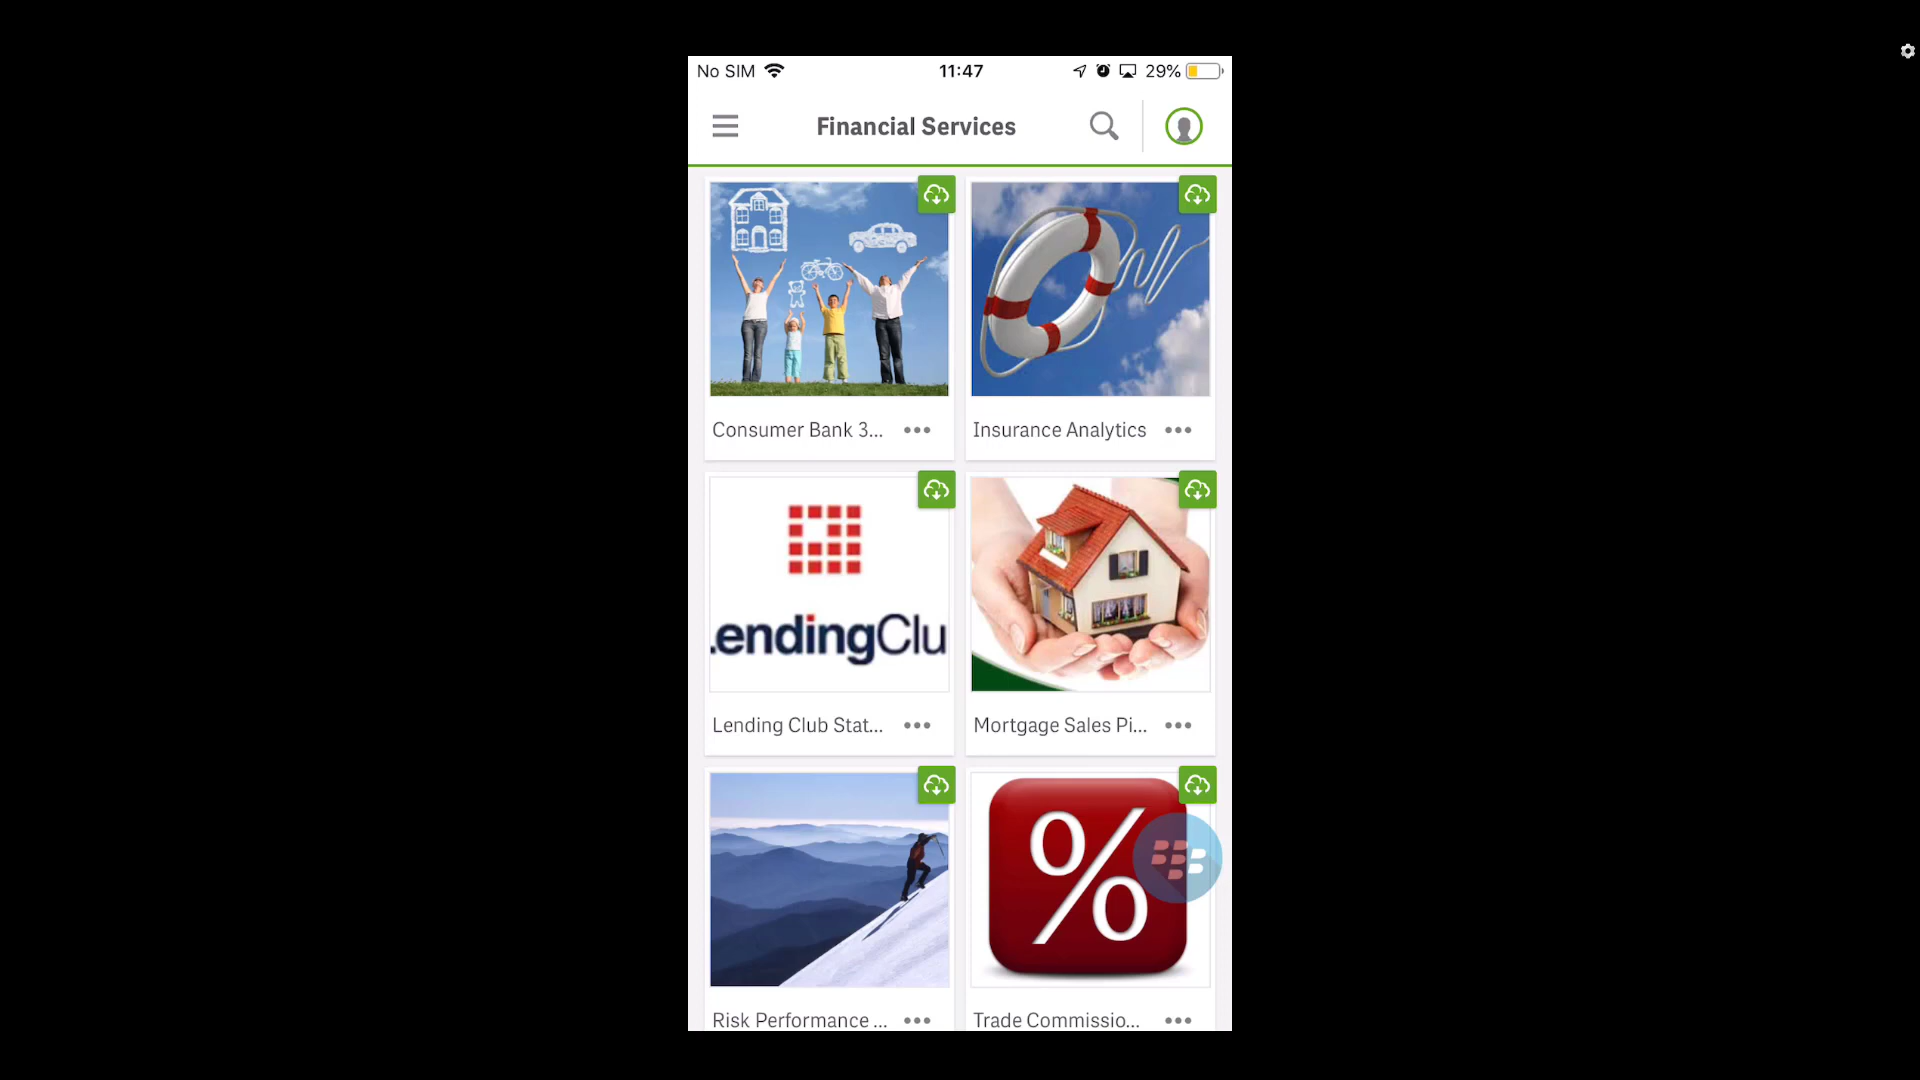 No SIM 11:47 29%
Financial Services
Consumer Bank 3... Insurance Analytics
.endingClu
Lending Club Stat... Mortgage Sales Pi...
%
Risk Performance ... Trade Commissio...